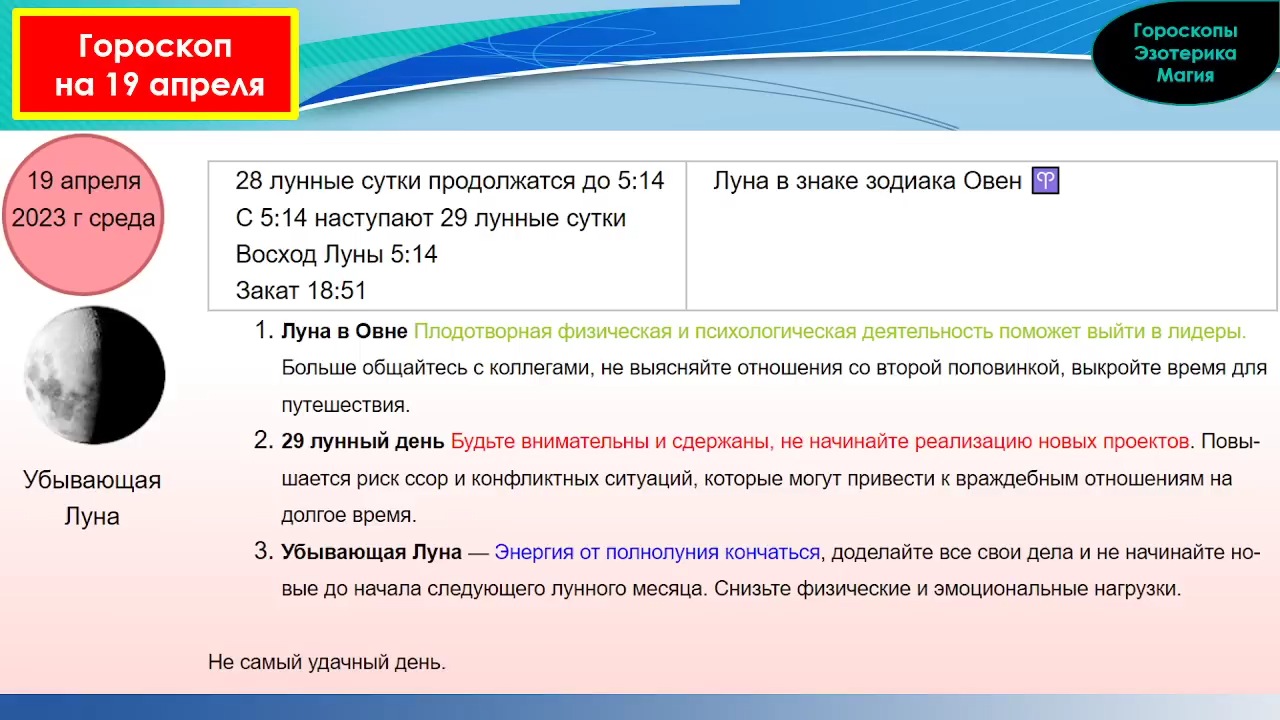 Гороскоп
на 19 апреля
Гороскопы
Эзотерика
Магия
19 апреля
2023 г среда
28 лунные сутки продолжатся до 5:14
С 5:14 наступают 29 лунные сутки
Восход Луны 5:14
Закат 18:51
Луна в знаке зодиака Овен ♈
Убывающая
Луна
1. Луна в Овне Плодотворная физическая и психологическая деятельность поможет выйти в лидеры.
Больше общайтесь с коллегами, не выясняйте отношения со второй половинкой, выкройте время для
путешествия.
2. 29 лунный день Будьте внимательны и сдержаны, не начинайте реализацию новых проектов. Повы-
шается риск ссор и конфликтных ситуаций, которые могут привести к враждебным отношениям на
долгое время.
3. Убывающая Луна — Энергия от полнолуния кончаться, доделайте все свои дела и не начинайте но-
вые до начала следующего лунного месяца. Снизьте физические и эмоциональные нагрузки.
Не самый удачный день.